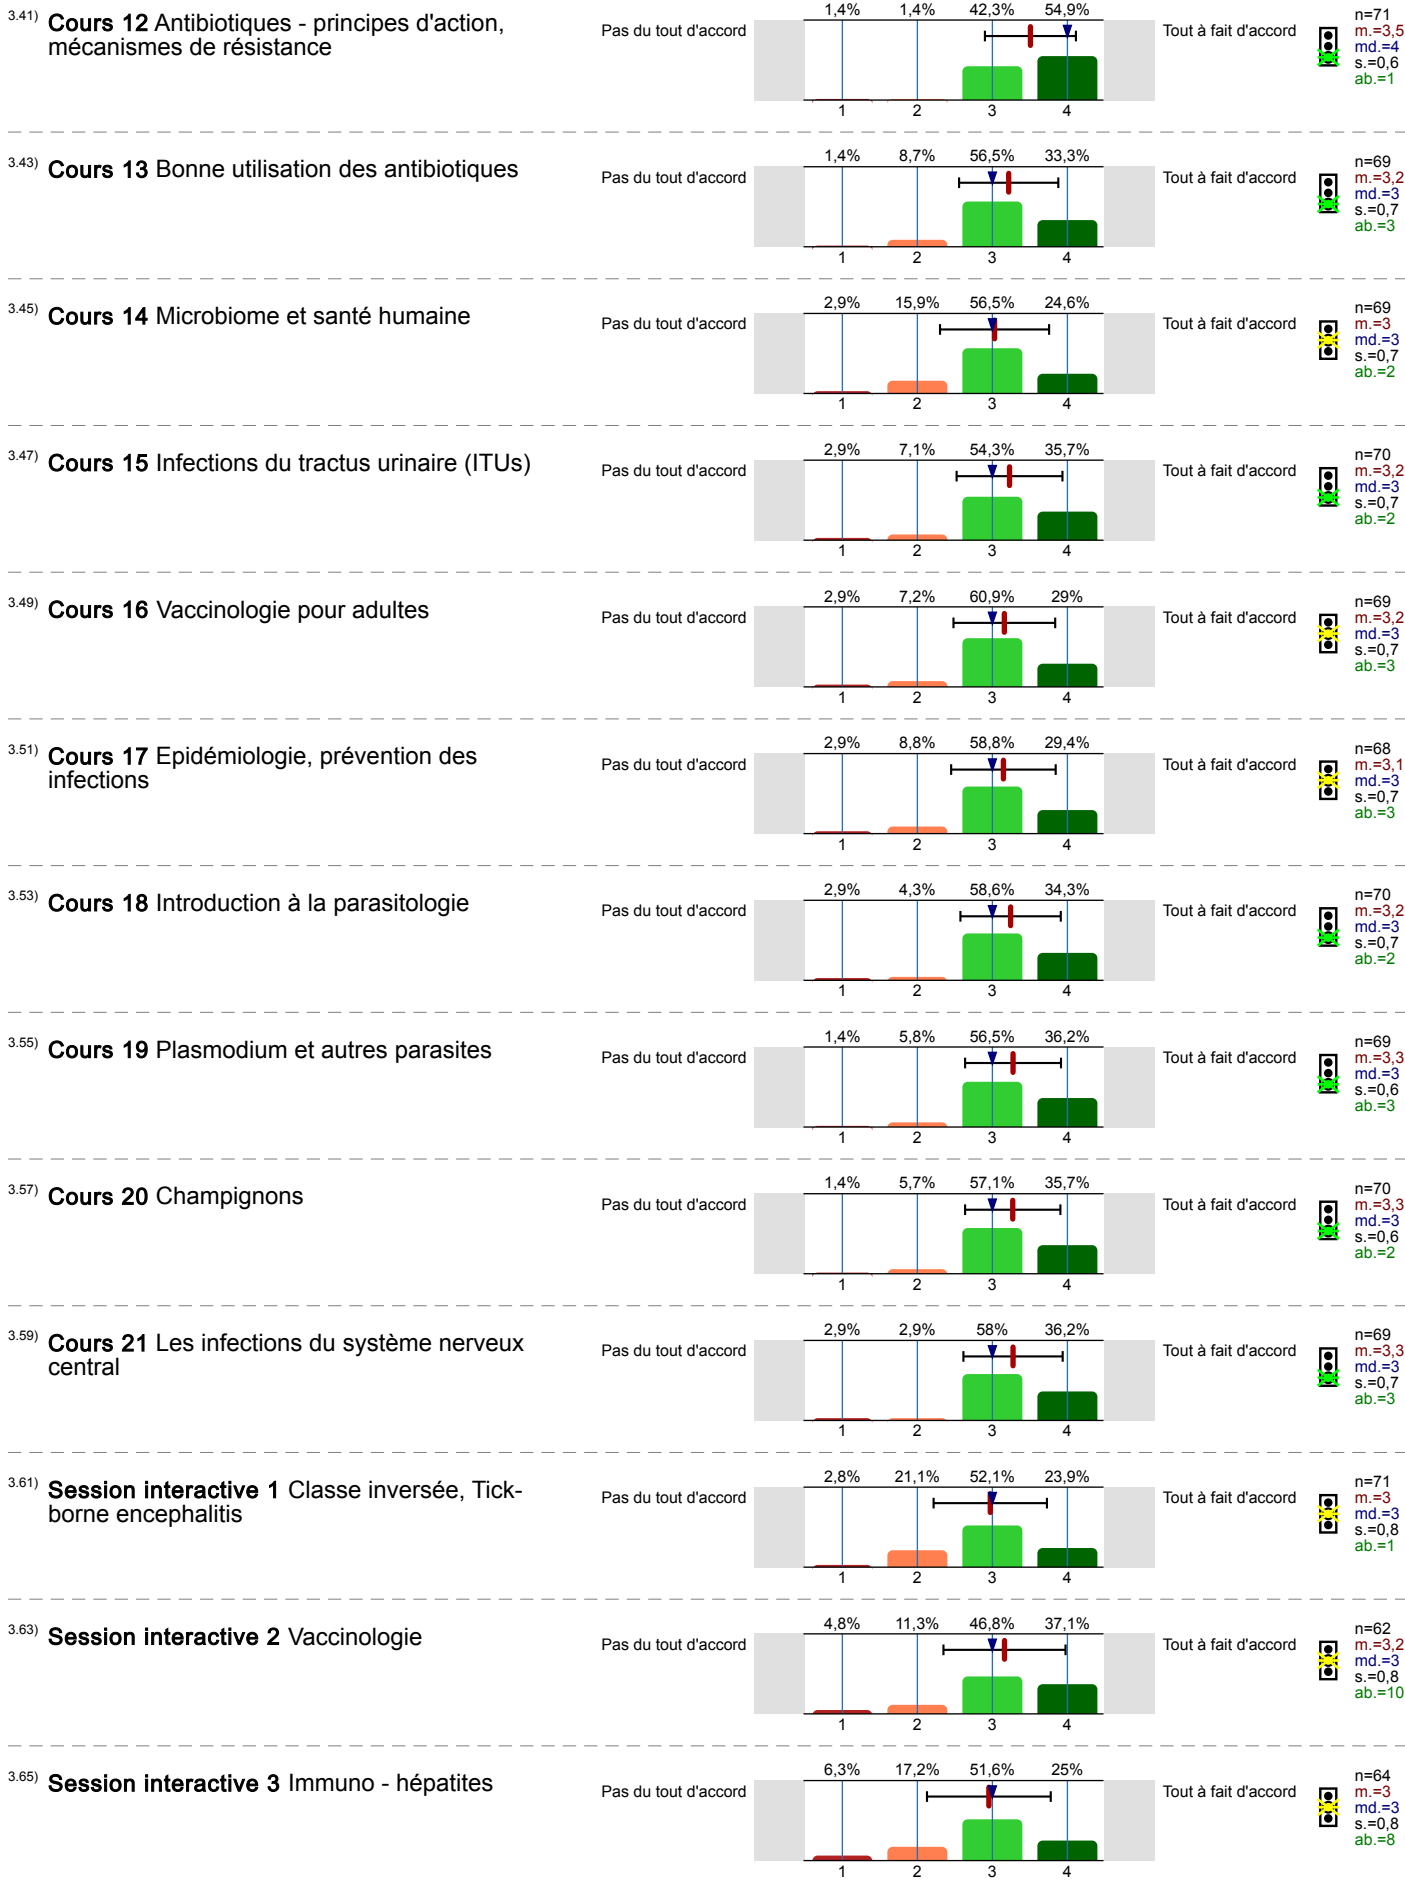 3.41) Cours 12 Antibiotiques - principes d'action,
mécanismes de résistance
Pas du tout d'accord
1,4% 1,4% 42,3% 54,9%
1 2 3 4
Tout à fait d'accord
n=71
m.=3,5
md.=4
s.=0,6
ab.=1
3.43) Cours 13 Bonne utilisation des antibiotiques
Pas du tout d'accord
1,4% 8,7% 56,5% 33,3%
1 2 3 4
Tout à fait d'accord
n=69
m.=3,2
md.=3
s.=0,7
ab.=3
3.45) Cours 14 Microbiome et santé humaine
Pas du tout d'accord
2,9% 15,9% 56,5% 24,6%
1 2 3 4
Tout à fait d'accord
n=69
m.=3
md.=3
s.=0,7
ab.=2
3.47) Cours 15 Infections du tractus urinaire (ITUs)
Pas du tout d'accord
2,9% 7,1% 54,3% 35,7%
1 2 3 4
Tout à fait d'accord
n=70
m.=3,2
md.=3
s.=0,7
ab.=2
3.49) Cours 16 Vaccinologie pour adultes
Pas du tout d'accord
2,9% 7,2% 60,9% 29%
1 2 3 4
Tout à fait d'accord
n=69
m.=3,2
md.=3
s.=0,7
ab.=3
3.51) Cours 17 Epidémiologie, prévention des
infections
Pas du tout d'accord
2,9% 8,8% 58,8% 29,4%
1 2 3 4
Tout à fait d'accord
n=68
m.=3,1
md.=3
s.=0,7
ab.=3
3.53) Cours 18 Introduction à la parasitologie
Pas du tout d'accord
2,9% 4,3% 58,6% 34,3%
1 2 3 4
Tout à fait d'accord
n=70
m.=3,2
md.=3
s.=0,7
ab.=2
3.55) Cours 19 Plasmodium et autres parasites
Pas du tout d'accord
1,4% 5,8% 56,5% 36,2%
1 2 3 4
Tout à fait d'accord
n=69
m.=3,3
md.=3
s.=0,6
ab.=3
3.57) Cours 20 Champignons
Pas du tout d'accord
1,4% 5,7% 57,1% 35,7%
1 2 3 4
Tout à fait d'accord
n=70
m.=3,3
md.=3
s.=0,6
ab.=2
3.59) Cours 21 Les infections du système nerveux
central
Pas du tout d'accord
2,9% 2,9% 58% 36,2%
1 2 3 4
Tout à fait d'accord
n=69
m.=3,3
md.=3
s.=0,7
ab.=3
3.61) Session interactive 1 Classe inversée, Tick-
borne encephalitis
Pas du tout d'accord
2,8% 21,1% 52,1% 23,9%
1 2 3 4
Tout à fait d'accord
n=71
m.=3
md.=3
s.=0,8
ab.=1
3.63) Session interactive 2 Vaccinologie
Pas du tout d'accord
4,8% 11,3% 46,8% 37,1%
1 2 3 4
Tout à fait d'accord
n=62
m.=3,2
md.=3
s.=0,8
ab.=10
3.65) Session interactive 3 Immuno - hépatites
Pas du tout d'accord
6,3% 17,2% 51,6% 25%
1 2 3 4
Tout à fait d'accord
n=64
m.=3
md.=3
s.=0,8
ab.=8